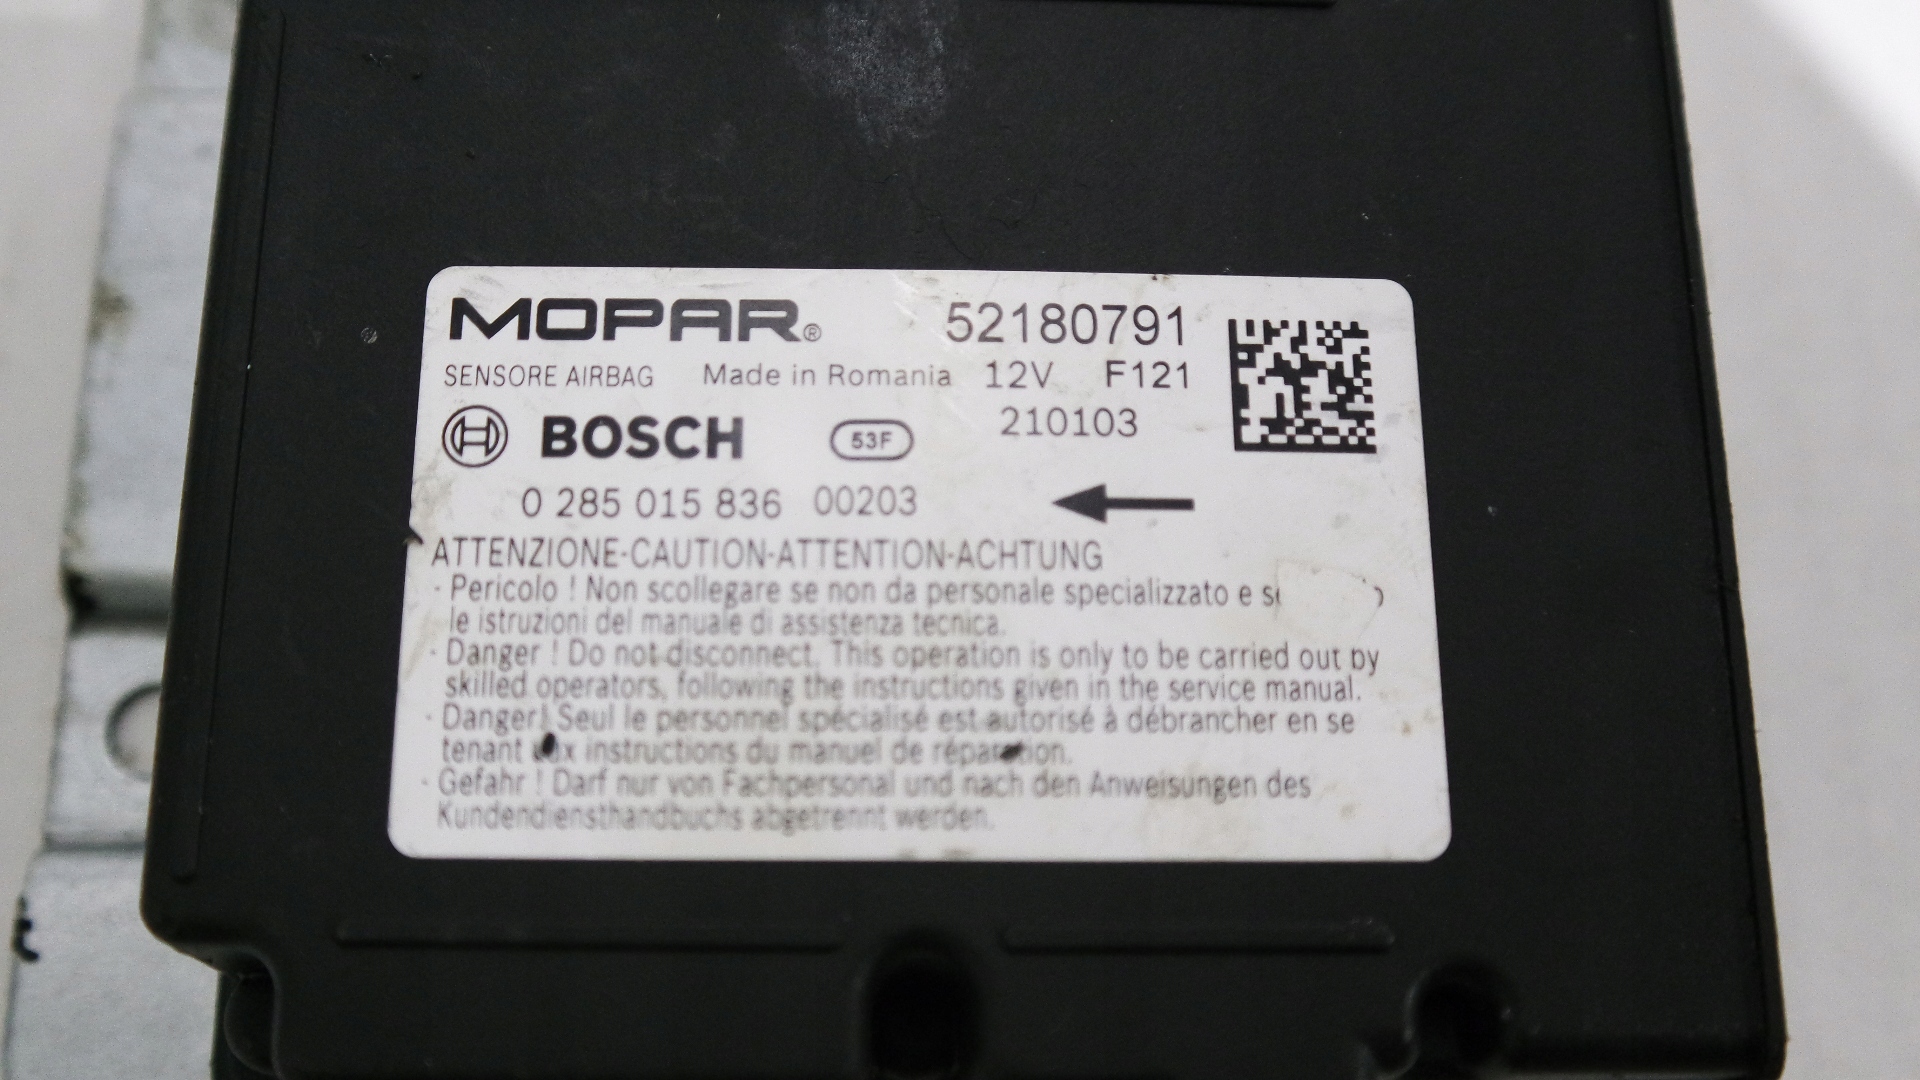 MOPAR® 52180791
SENSORE AIRBAG Made in Romania 12V F121
BOSCH 53F 210103
0 285 015 836 00203
ATTENZIONE-CAUTION-ATTENTION-ACHTUNG
· Pericolo ! Non scollegare se non da personale specializzato e
le istruzioni del manuale di assistenza tecnica.
· Danger ! Do not disconnect. This operation is only to be carried out by
skilled operators, following the instructions given in the service manual.
· Danger! Seul le personnel spécialisé est autorisé à débrancher en se
tenant aux instructions du manuel de réparation.
· Gefahr ! Darf nur von Fachpersonal und nach den Anweisungen des
Kundendiensthandbuchs abgetrennt werden.